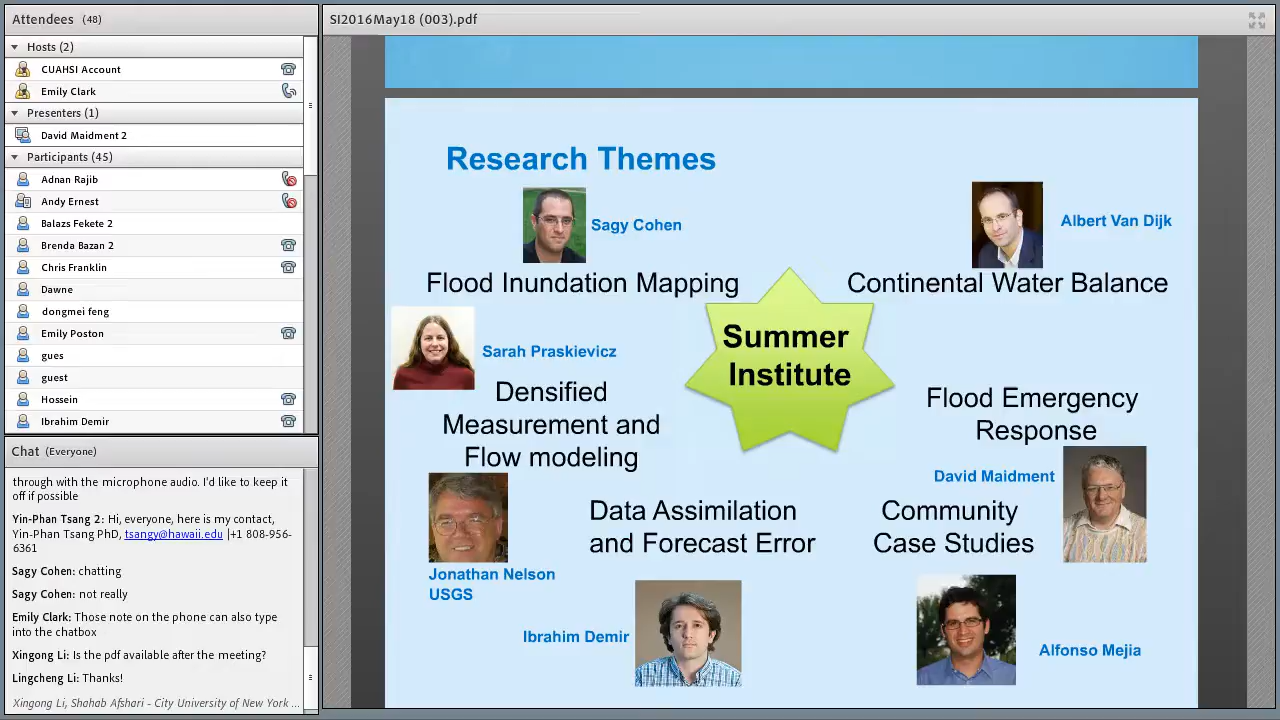 Attendees (48)
Hosts (2)
CUAHSI Account
Emily Clark
Presenters (1)
David Maidment 2
Participants (45)
Adnan Rajib
Andy Ernest
Balazs Fekete 2
Brenda Bazan 2
Chris Franklin
Dawne
dongmei feng
Emily Poston
gues
guest
Hossein
Ibrahim Demir
Chat (Everyone)
through with the microphone audio. I'd like to keep it
off if possible
Yin-Phan Tsang 2: Hi, everyone, here is my contact,
Yin-Phan Tsang PhD, tsangy@hawaii.edu |+1 808-956-
6361
Sagy Cohen: chatting
Sagy Cohen: not really
Emily Clark: Those note on the phone can also type
into the chatbox
Xingong Li: Is the pdf available after the meeting?
Lingcheng Li: Thanks!
Xingong Li, Shahab Afshari - City University of New York ...
SI2016May18 (003).pdf
Research Themes
Sagy Cohen
Albert Van Dijk
Flood Inundation Mapping
Continental Water Balance
Summer
Institute
Sarah Praskievicz
Densified
Measurement and
Flow modeling
Flood Emergency
Response
David Maidment
Data Assimilation
and Forecast Error
Community
Case Studies
Jonathan Nelson
USGS
Ibrahim Demir
Alfonso Mejia